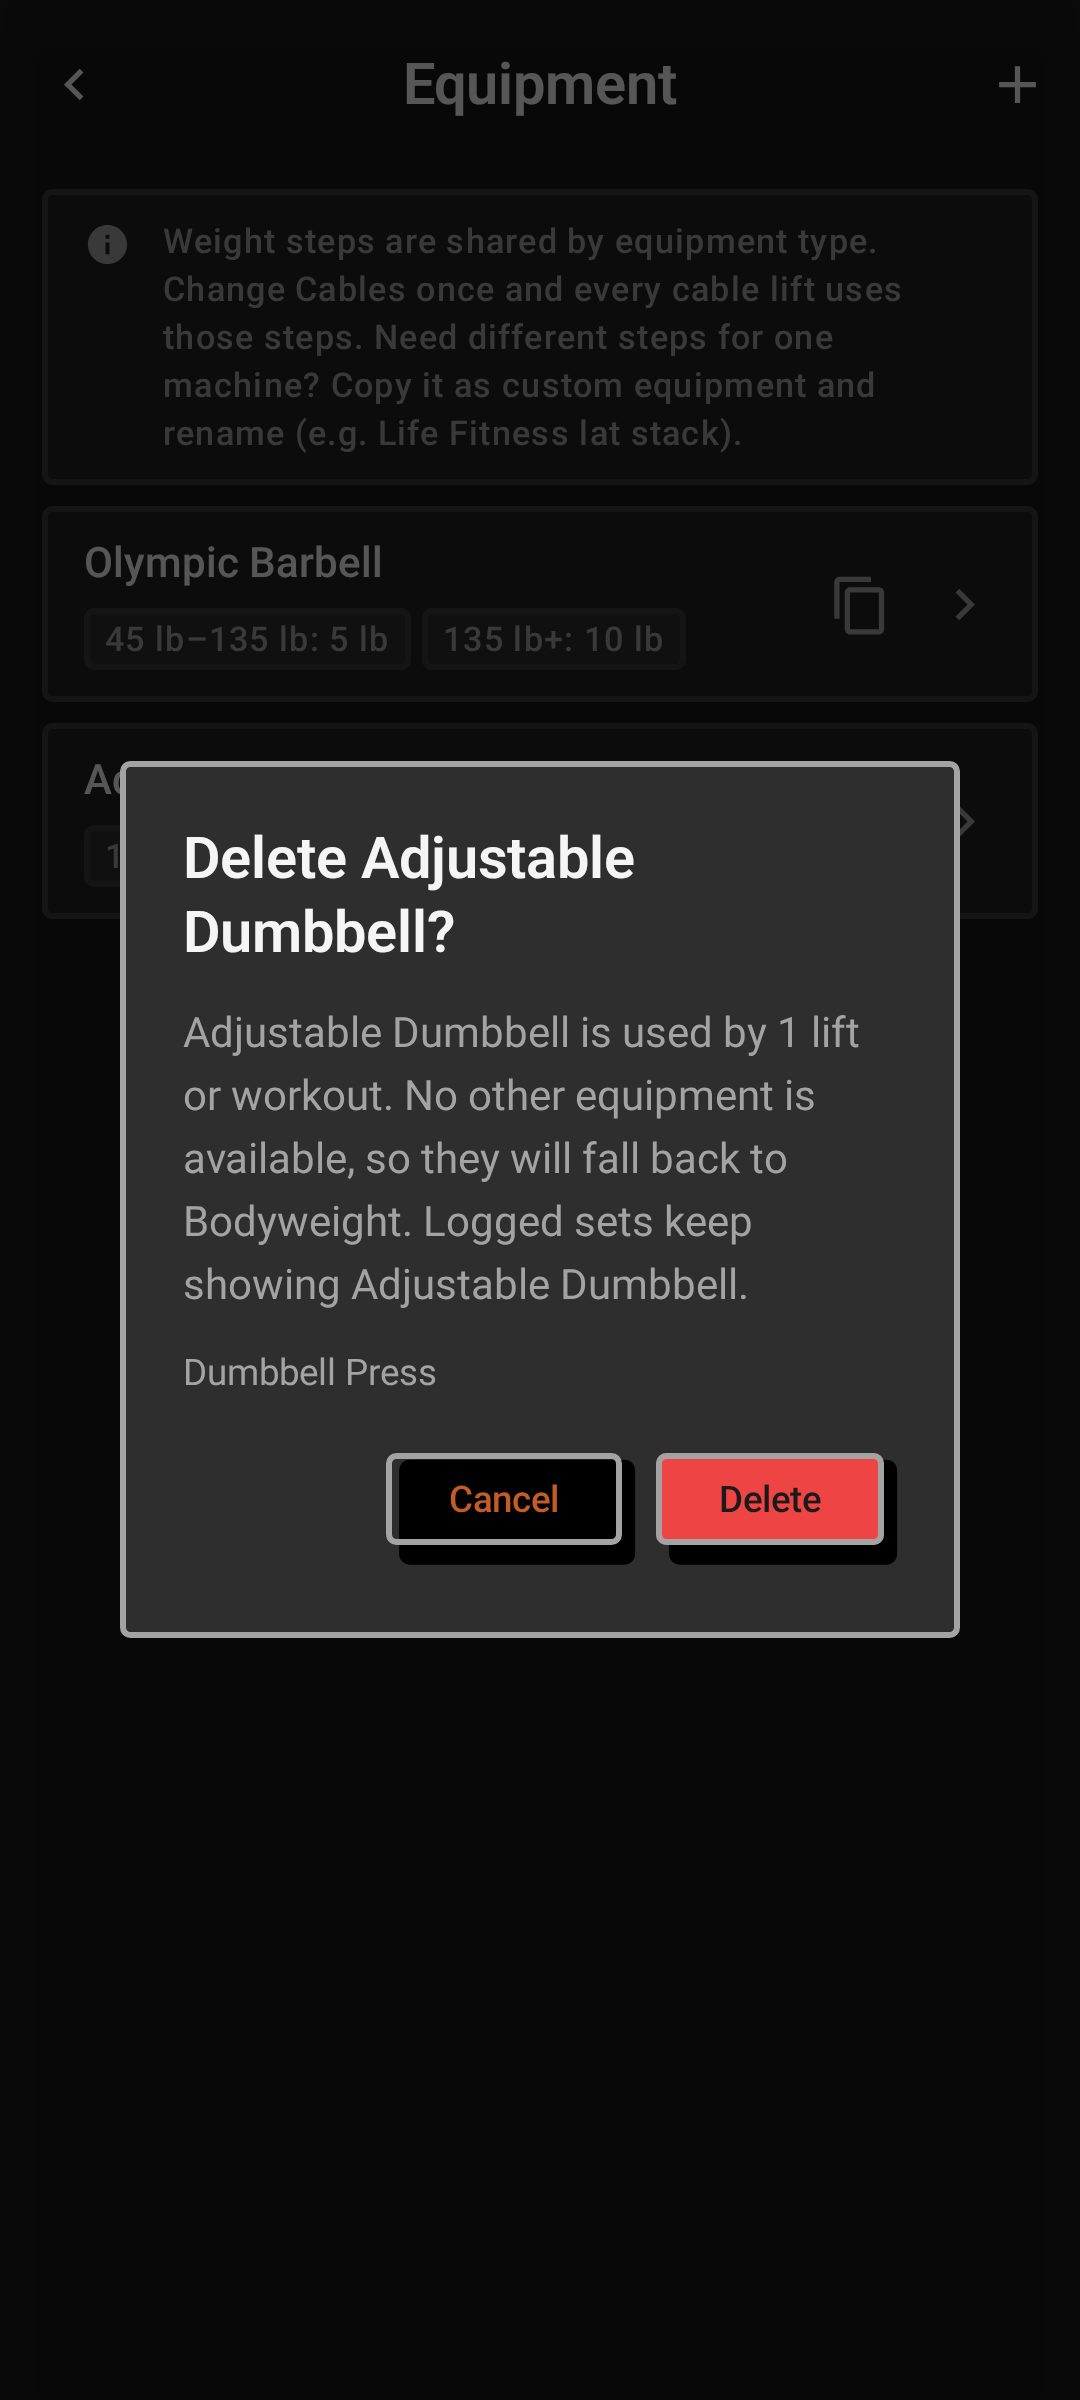 Equipment
Weight steps are shared by equipment type.
Change Cables once and every cable lift uses
those steps. Need different steps for one
machine? Copy it as custom equipment and
rename (e.g. Life Fitness lat stack).
Olympic Barbell
45 lb–135 lb: 5 lb
135 lb+: 10 lb
Delete Adjustable
Dumbbell?
Adjustable Dumbbell is used by 1 lift
or workout. No other equipment is
available, so they will fall back to
Bodyweight. Logged sets keep
showing Adjustable Dumbbell.
Dumbbell Press
Cancel
Delete